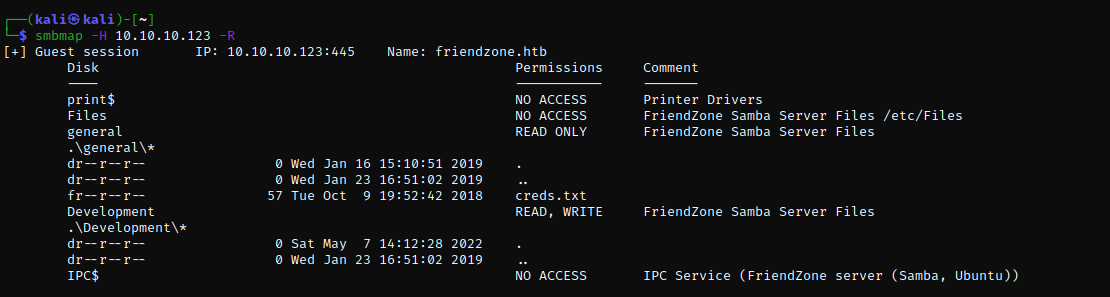 ┌──(kali㉿kali)-[~]
└─$ smbmap -H 10.10.10.123 -R
[+] Guest session IP: 10.10.10.123:445 Name: friendzone.htb
Disk Permissions Comment
---- ----------- -------
print$ NO ACCESS Printer Drivers
Files NO ACCESS FriendZone Samba Server Files /etc/Files
general READ ONLY FriendZone Samba Server Files
.\general\*
dr--r--r-- 0 Wed Jan 16 15:10:51 2019 .
dr--r--r-- 0 Wed Jan 23 16:51:02 2019 ..
fr--r--r-- 57 Tue Oct 9 19:52:42 2018 creds.txt
Development READ, WRITE FriendZone Samba Server Files
.\Development\*
dr--r--r-- 0 Sat May 7 14:12:28 2022 .
dr--r--r-- 0 Wed Jan 23 16:51:02 2019 ..
IPC$ NO ACCESS IPC Service (FriendZone server (Samba, Ubuntu))